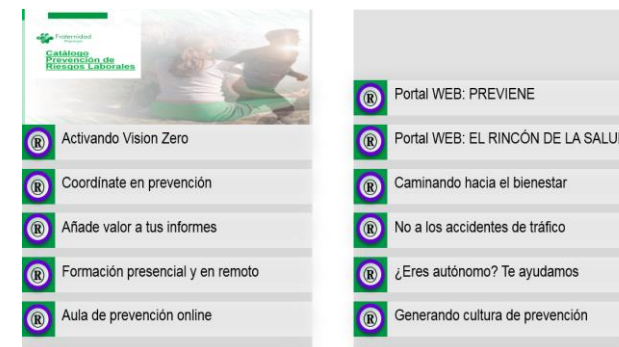 Fraternidad
Catálogo
Prevención de
Riesgos Laborales
® Activando Vision Zero
® Coordínate en prevención
® Añade valor a tus informes
® Formación presencial y en remoto
® Aula de prevención online
® Portal WEB: PREVIENE
® Portal WEB: EL RINCÓN DE LA SALU
® Caminando hacia el bienestar
® No a los accidentes de tráfico
® ¿Eres autónomo? Te ayudamos
® Generando cultura de prevención